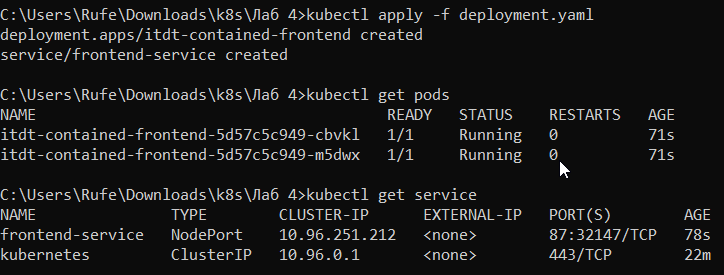 C:\Users\Rufe\Downloads\k8s\Лаб 4>kubectl apply -f deployment.yaml
deployment.apps/itdt-contained-frontend created
service/frontend-service created
C:\Users\Rufe\Downloads\k8s\Лаб 4>kubectl get pods
NAME READY STATUS RESTARTS AGE
itdt-contained-frontend-5d57c5c949-cbvkl 1/1 Running 0 71s
itdt-contained-frontend-5d57c5c949-m5dwx 1/1 Running 0 71s
C:\Users\Rufe\Downloads\k8s\Лаб 4>kubectl get service
NAME TYPE CLUSTER-IP EXTERNAL-IP PORT(S) AGE
frontend-service NodePort 10.96.251.212 <none> 87:32147/TCP 78s
kubernetes ClusterIP 10.96.0.1 <none> 443/TCP 22m